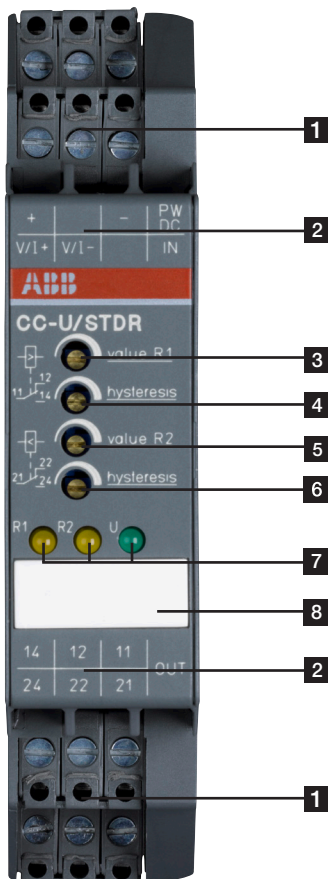 1
+ - PW DC
2
V/I+ V/I- IN
ABB
CC-U/STDR
value R1
3
12
11 14 hysteresis
4
value R2
5
22
21 24 hysteresis
6
R1 R2 U
7
8
14 12 11 OUT
2
24 22 21
1